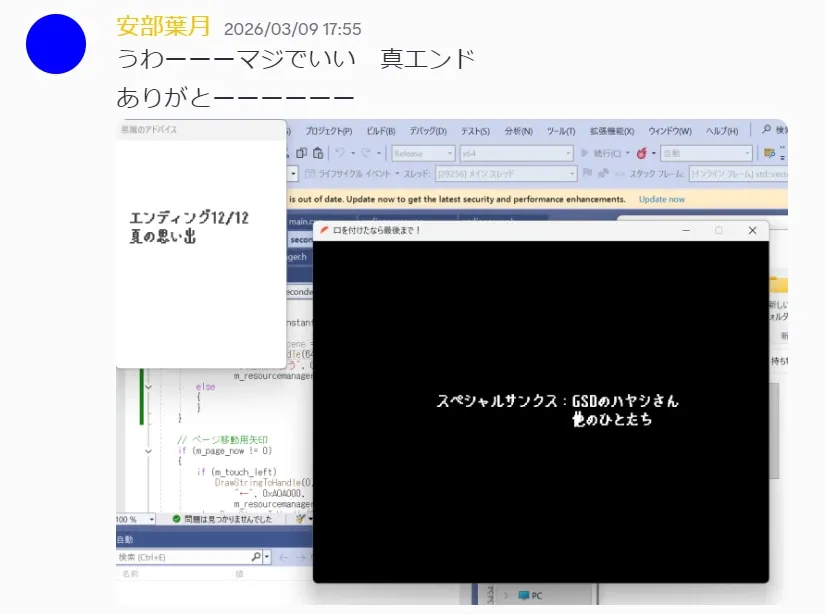 安部葉月 2026/03/09 17:55
うわーーーマジでいい　真エンド
ありがとーーーーーー
悪魔のアドバイス
プロジェクト(P) ビルド(B) デバッグ(D) テスト(S) 分析(N) ツール(T) 拡張機能(X) ウィンドウ(W) ヘルプ(H)
Release x64 続行(C) 自動
ライフサイクル イベント スレッド: [29256] メイン スレッド スタック フレーム:
is out of date. Update now to get the latest security and performance enhancements. Update now
エンディング12/12
夏の思い出
口を付けたなら最後まで！
スペシャルサンクス：GSDのハヤシさん
他のひとたち
else
{
}
}
// ページ移動用矢印
if (m_page_now != 0)
{
if (m_touch_left)
DrawStringToHandle(0,
"←", 0xA0A000,
m_resourcemanager
100 % 問題は見つかりませんでした
自動
検索 (Ctrl+E)
名前 値
PC